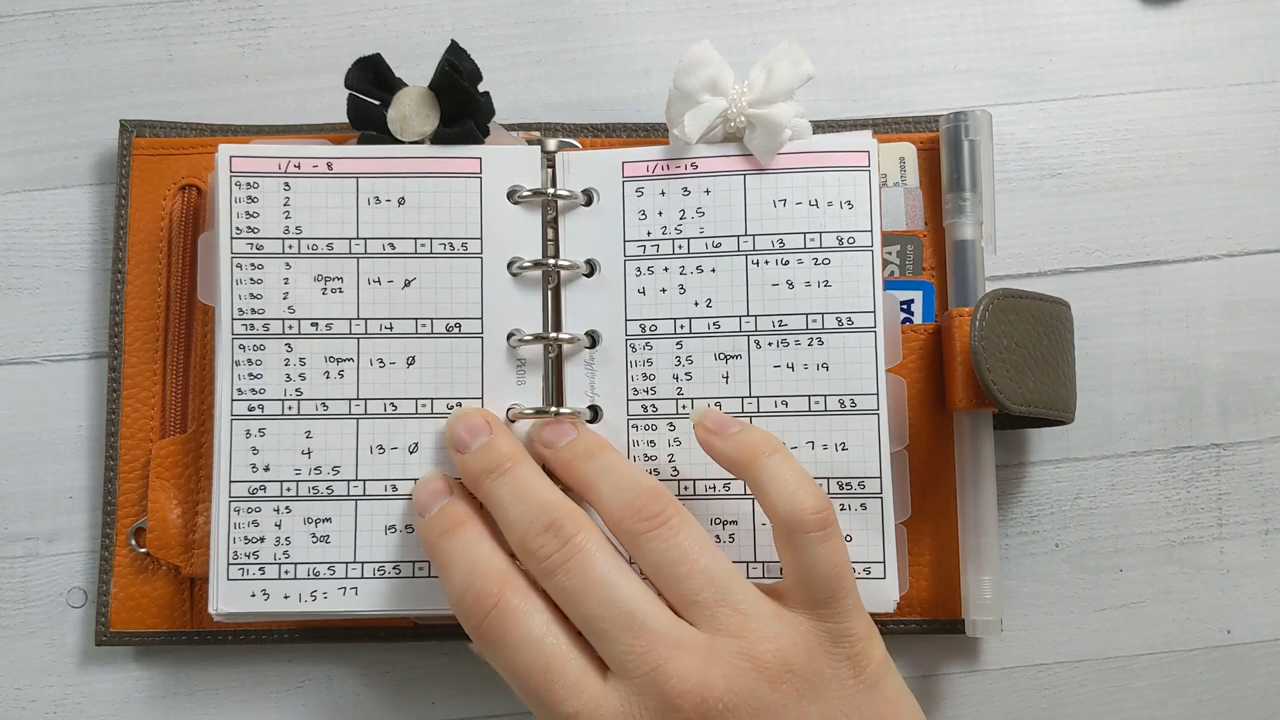 1/4 - 8
9:30 3
11:30 2
1:30 2
3:30 3.5
13 - ∅
76 + 10.5 - 13 = 73.5
9:30 3
11:30 2 10pm
1:30 2 2oz
3:30 .5
14 - ∅
73.5 + 9.5 - 14 = 69
9:00 3
11:30 2.5 10pm
1:30 3.5 2.5
3:30 1.5
13 - ∅
69 + 13 - 13 = 69
3.5 2
3 4
3* = 15.5
13 - ∅
69 + 15.5 - 13
9:00 4.5
11:15 4 10pm
1:30* 3.5 3oz
3:45 1.5
15.5
71.5 + 16.5 - 15.5 =
+3 +1.5 = 77
PL018
1/11 - 15
5 + 3 +
3 + 2.5
+ 2.5 =
17 - 4 = 13
77 + 16 - 13 = 80
3.5 + 2.5 +
4 + 3
+ 2
4 + 16 = 20
- 8 = 12
80 + 15 - 12 = 83
8:15 5
11:15 3.5 10pm
1:30 4.5 4
3:45 2
8 + 15 = 23
- 4 = 19
83 + 19 - 19 = 83
9:00 3
11:15 1.5
1:30 2
45 3
- 7 = 12
+ 14.5 = 85.5
10pm
3.5
21.5
VISA
nature
17/2020